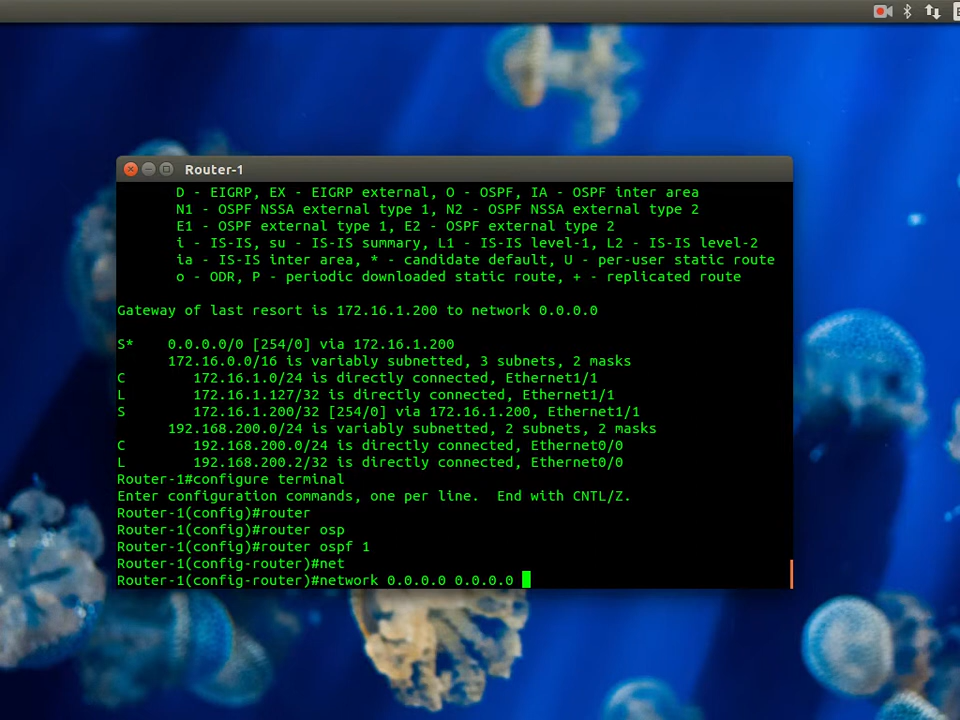 Router-1
D - EIGRP, EX - EIGRP external, O - OSPF, IA - OSPF inter area
N1 - OSPF NSSA external type 1, N2 - OSPF NSSA external type 2
E1 - OSPF external type 1, E2 - OSPF external type 2
i - IS-IS, su - IS-IS summary, L1 - IS-IS level-1, L2 - IS-IS level-2
ia - IS-IS inter area, * - candidate default, U - per-user static route
o - ODR, P - periodic downloaded static route, + - replicated route
Gateway of last resort is 172.16.1.200 to network 0.0.0.0
S* 0.0.0.0/0 [254/0] via 172.16.1.200
172.16.0.0/16 is variably subnetted, 3 subnets, 2 masks
C 172.16.1.0/24 is directly connected, Ethernet1/1
L 172.16.1.127/32 is directly connected, Ethernet1/1
S 172.16.1.200/32 [254/0] via 172.16.1.200, Ethernet1/1
192.168.200.0/24 is variably subnetted, 2 subnets, 2 masks
C 192.168.200.0/24 is directly connected, Ethernet0/0
L 192.168.200.2/32 is directly connected, Ethernet0/0
Router-1#configure terminal
Enter configuration commands, one per line. End with CNTL/Z.
Router-1(config)#router
Router-1(config)#router osp
Router-1(config)#router ospf 1
Router-1(config-router)#net
Router-1(config-router)#network 0.0.0.0 0.0.0.0